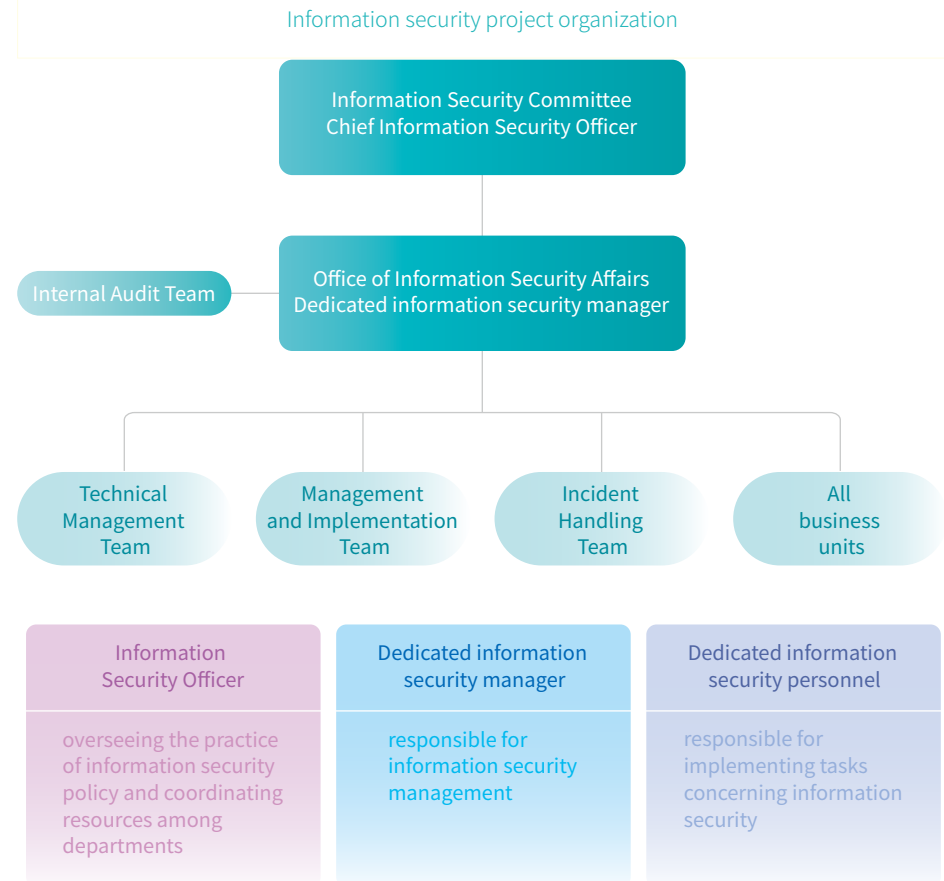 Information security project organization
Information Security Committee
Chief Information Security Officer
Office of Information Security Affairs
Dedicated information security manager
Internal Audit Team
Technical
Management
Team
Management
and Implementation
Team
Incident
Handling
Team
All
business
units
Information
Security Officer
overseeing the practice
of information security
policy and coordinating
resources among
departments
Dedicated information
security manager
responsible for
information security
management
Dedicated information
security personnel
responsible for
implementing tasks
concerning information
security